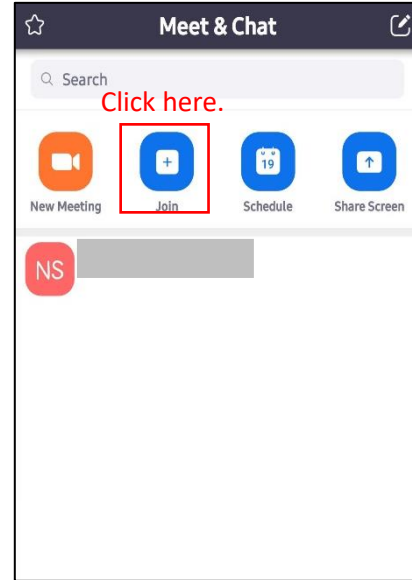 Meet & Chat
Search
Click here.
19
New Meeting Join Schedule Share Screen
NS